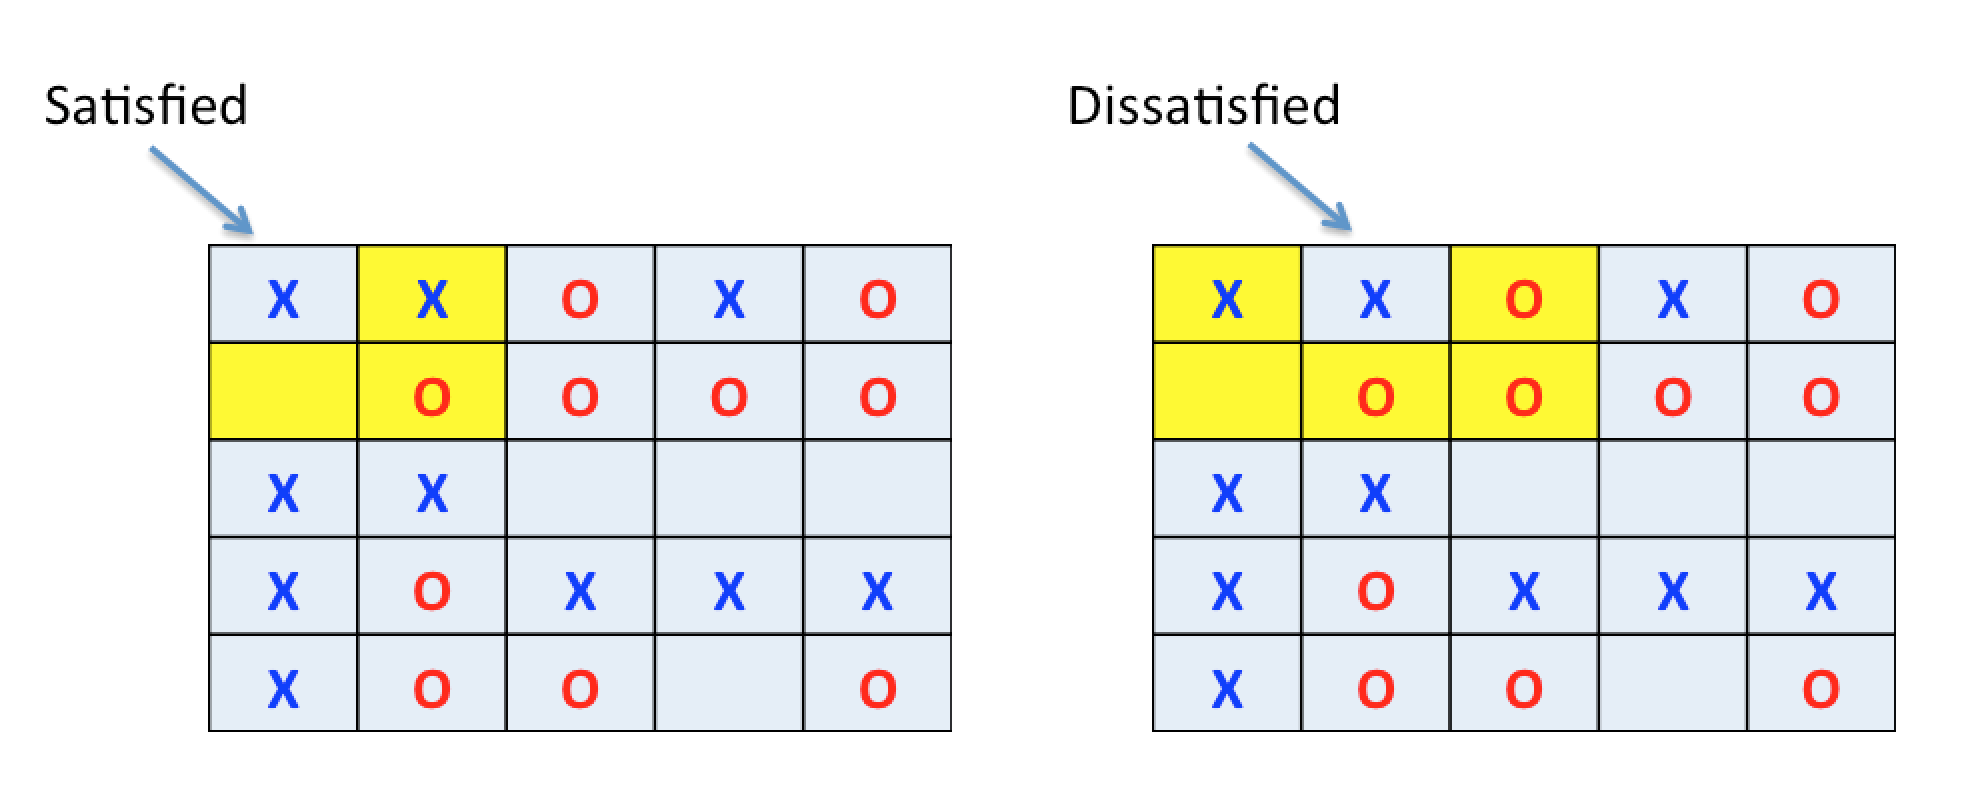 Satisfied
Dissatisfied
X X O X O
O O O O
X X
X O X X X
X O O O
X X O X O
O O O O
X X
X O X X X
X O O O